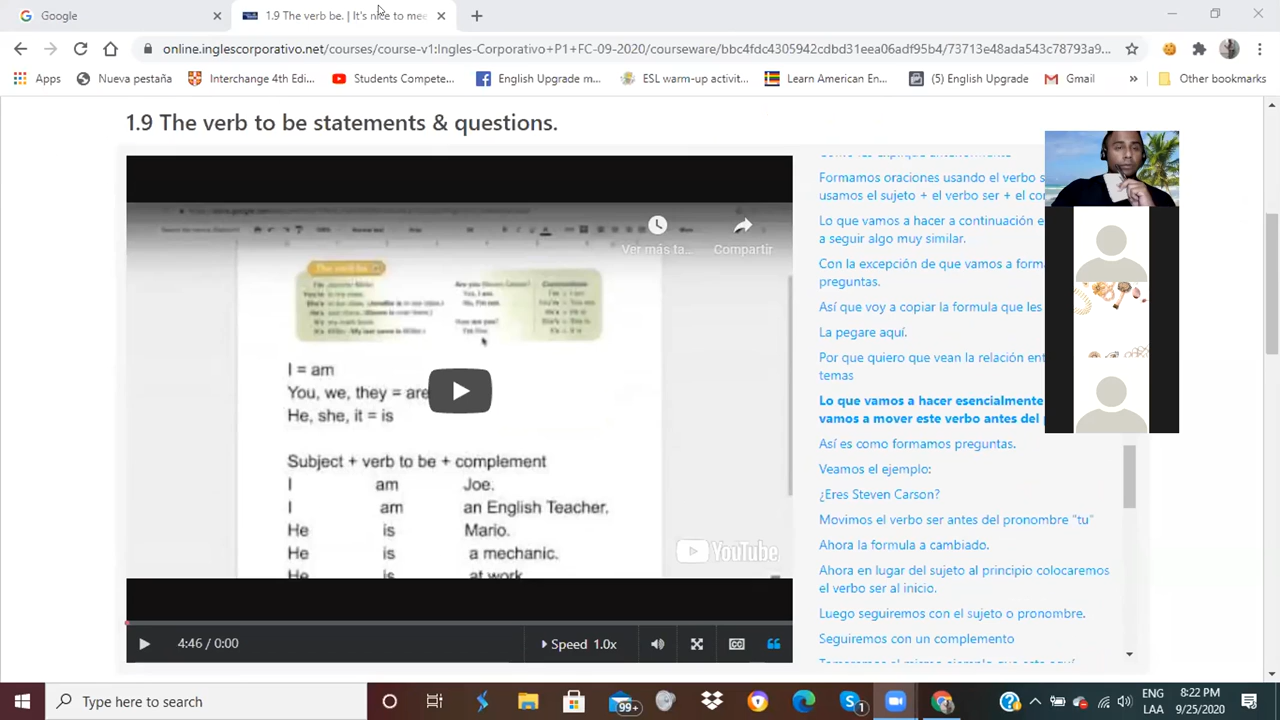 Google
1.9 The verb be. | It's nice to mee
online.inglescorporativo.net/courses/course-v1:Ingles-Corporativo+P1+FC-09-2020/courseware/bbc4fdc4305942cdbd31eea06adf95b4/73713e48ada543c78793a9...
Apps
Nueva pestaña
Interchange 4th Edi...
Students Compete...
English Upgrade m...
ESL warm-up activit...
Learn American En...
(5) English Upgrade
Gmail
»
Other bookmarks
1.9 The verb to be statements & questions.
Ver más ta...
Compartir
The verb be
I = am
You, we, they = are
He, she, it = is
Subject + verb to be + complement
I am Joe.
I am an English Teacher.
He is Mario.
He is a mechanic.
He is at work
YouTube
4:46 / 0:00
Speed 1.0x
Formamos oraciones usando el verbo s
usamos el sujeto + el verbo ser + el co
Lo que vamos a hacer a continuación e
a seguir algo muy similar.
Con la excepción de que vamos a forma
preguntas.
Así que voy a copiar la formula que les
La pegare aquí.
Por que quiero que vean la relación ent
temas
Lo que vamos a hacer esencialmente
vamos a mover este verbo antes del
Así es como formamos preguntas.
Veamos el ejemplo:
¿Eres Steven Carson?
Movimos el verbo ser antes del pronombre "tu"
Ahora la formula a cambiado.
Ahora en lugar del sujeto al principio colocaremos
el verbo ser al inicio.
Luego seguiremos con el sujeto o pronombre.
Seguiremos con un complemento
Type here to search
99+
1
ENG
LAA
8:22 PM
9/25/2020